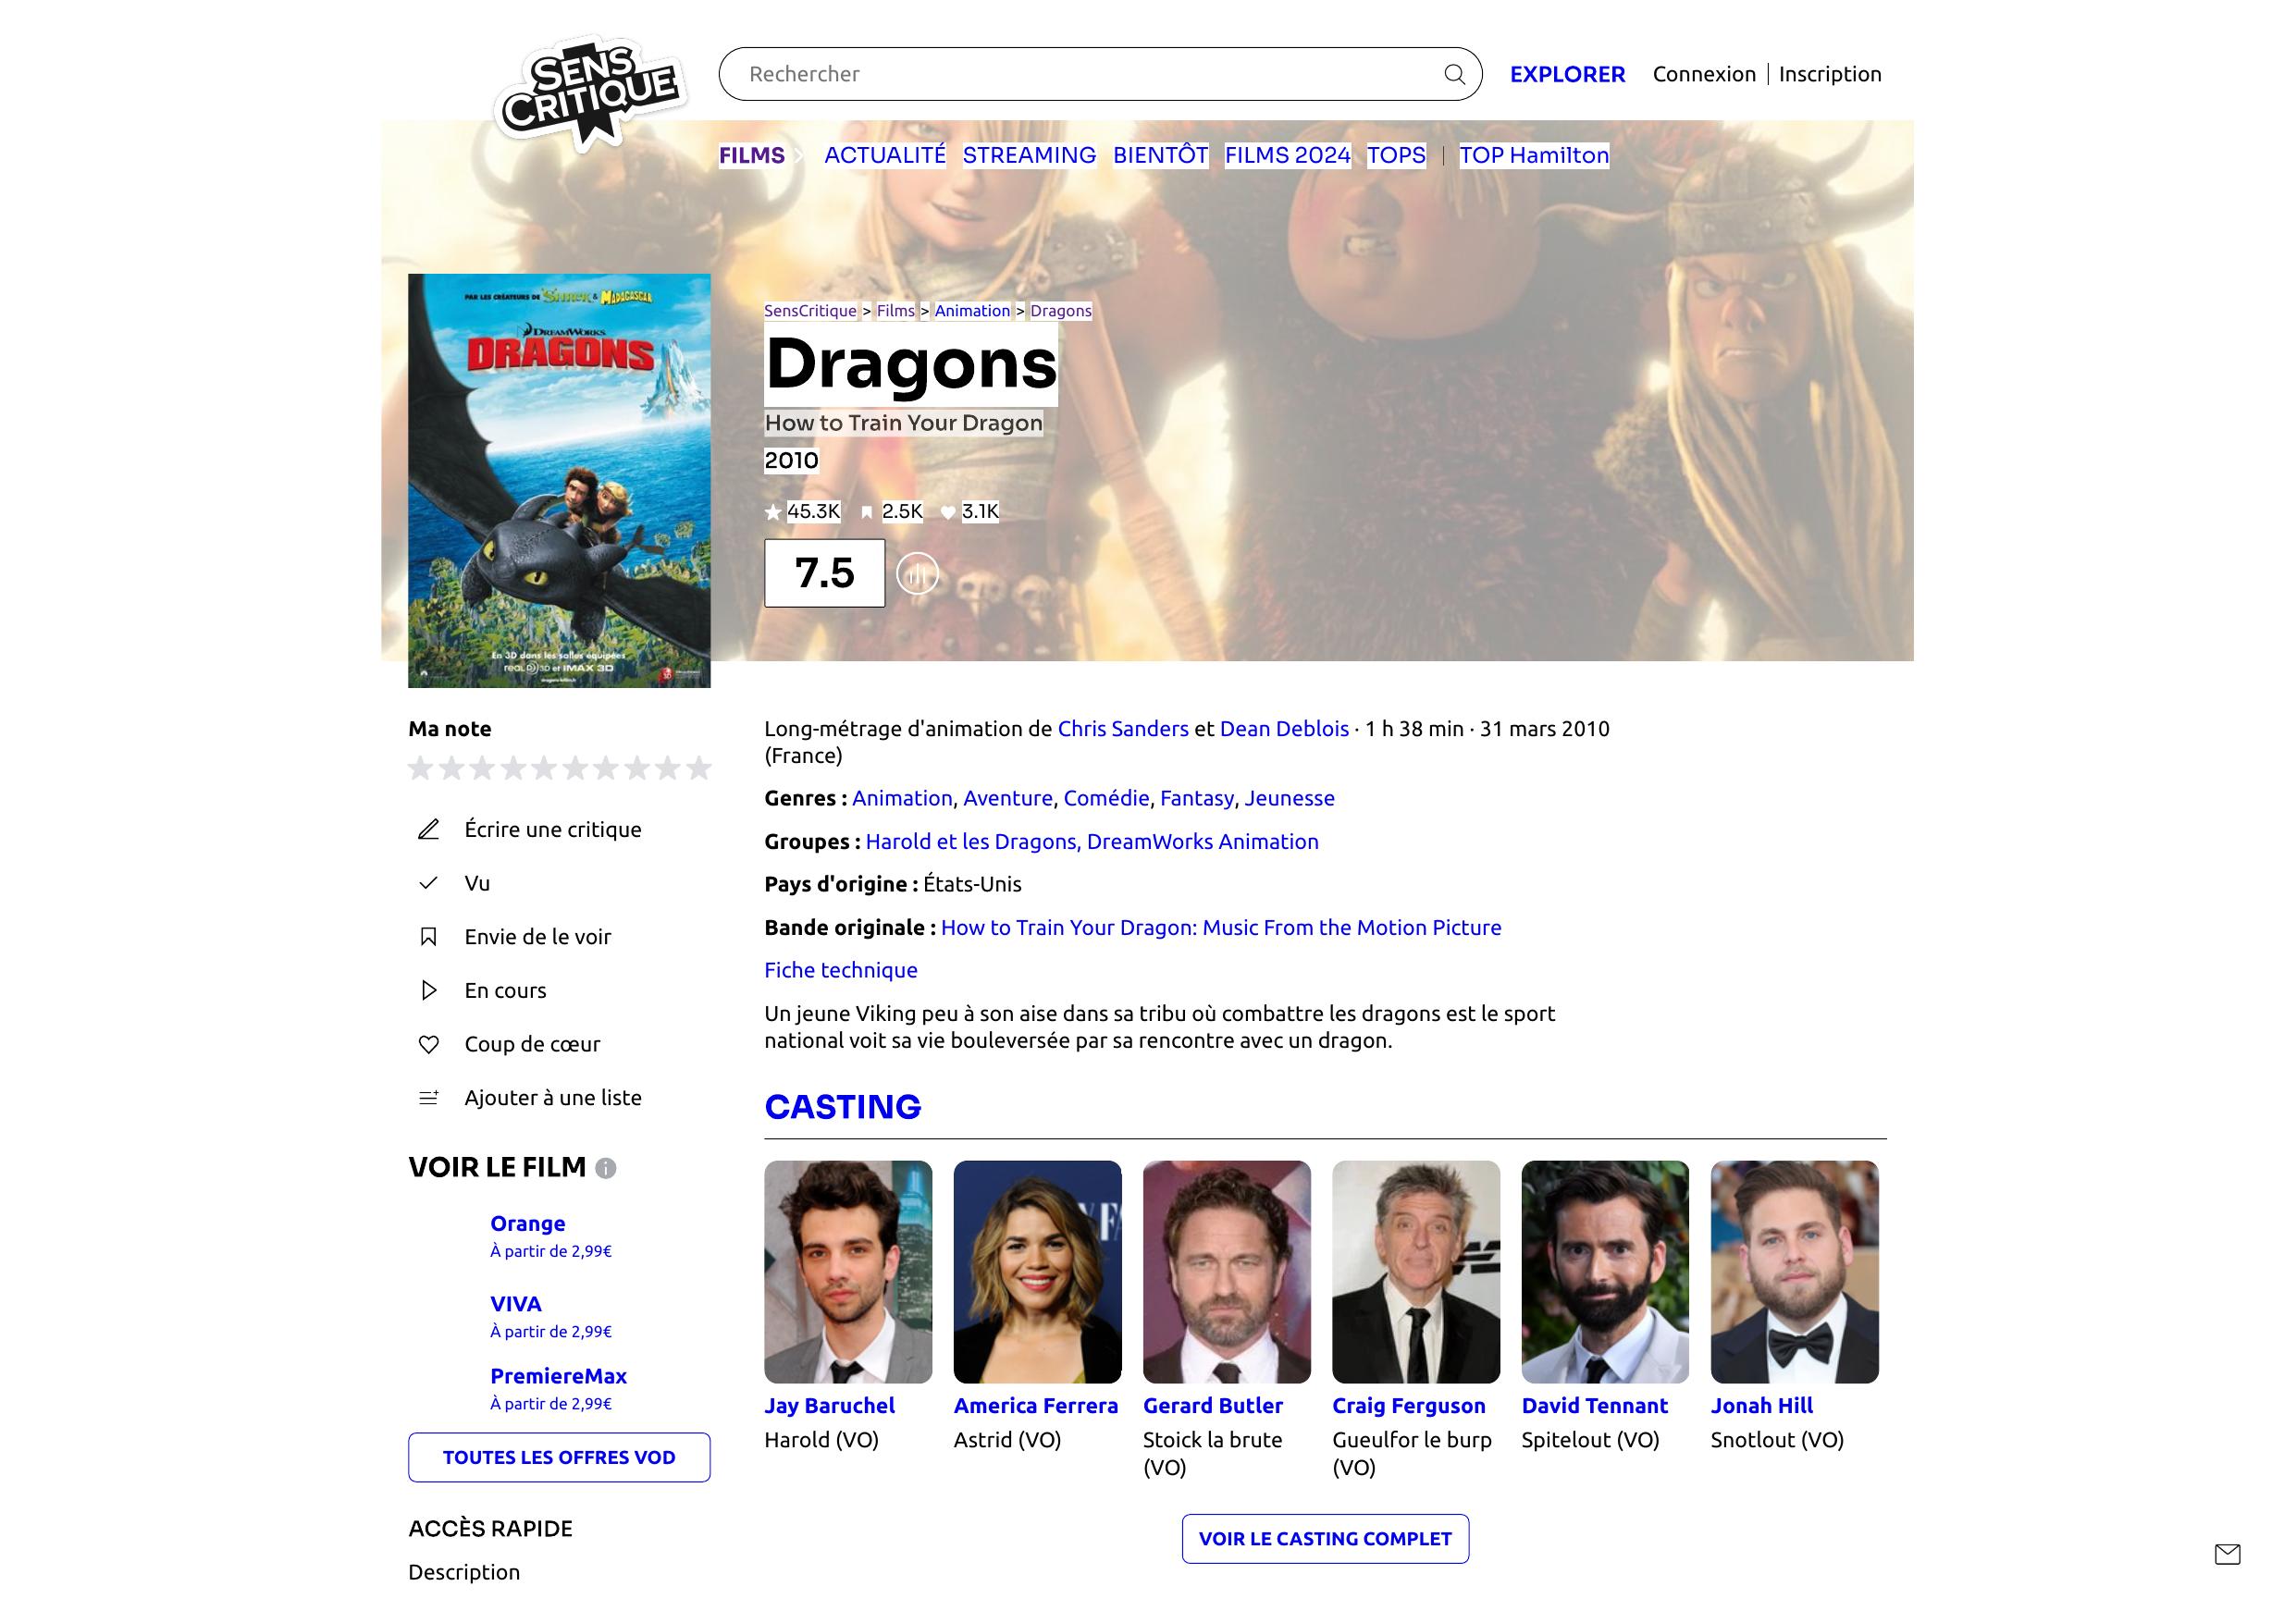 SENS CRITIQUE
Rechercher
EXPLORER
Connexion | Inscription
FILMS
ACTUALITÉ STREAMING BIENTÔT FILMS 2024 TOPS | TOP Hamilton
PAR LES CRÉATEURS DE SHREK & MADAGASCAR
DREAMWORKS
DRAGONS
En 3D dans les salles équipées
REAL D 3D et IMAX 3D
SensCritique > Films > Animation > Dragons
Dragons
How to Train Your Dragon
2010
45.3K 2.5K 3.1K
7.5
Ma note
Écrire une critique
Vu
Envie de le voir
En cours
Coup de cœur
Ajouter à une liste
VOIR LE FILM
Orange
À partir de 2,99€
VIVA
À partir de 2,99€
PremiereMax
À partir de 2,99€
TOUTES LES OFFRES VOD
ACCÈS RAPIDE
Description
Long-métrage d'animation de Chris Sanders et Dean Deblois · 1 h 38 min · 31 mars 2010
(France)
Genres : Animation, Aventure, Comédie, Fantasy, Jeunesse
Groupes : Harold et les Dragons, DreamWorks Animation
Pays d'origine : États-Unis
Bande originale : How to Train Your Dragon: Music From the Motion Picture
Fiche technique
Un jeune Viking peu à son aise dans sa tribu où combattre les dragons est le sport
national voit sa vie bouleversée par sa rencontre avec un dragon.
CASTING
Jay Baruchel
Harold (VO)
America Ferrera
Astrid (VO)
Gerard Butler
Stoick la brute
(VO)
Craig Ferguson
Gueulfor le burp
(VO)
David Tennant
Spitelout (VO)
Jonah Hill
Snotlout (VO)
VOIR LE CASTING COMPLET